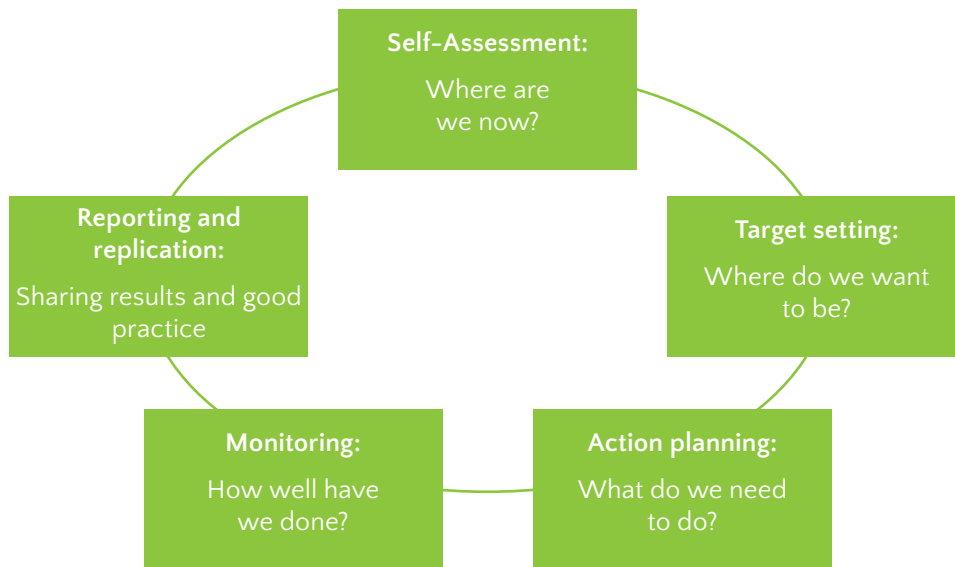 Self-Assessment:
Where are
we now?
Target setting:
Where do we want
to be?
Action planning:
What do we need
to do?
Monitoring:
How well have
we done?
Reporting and
replication:
Sharing results and good
practice